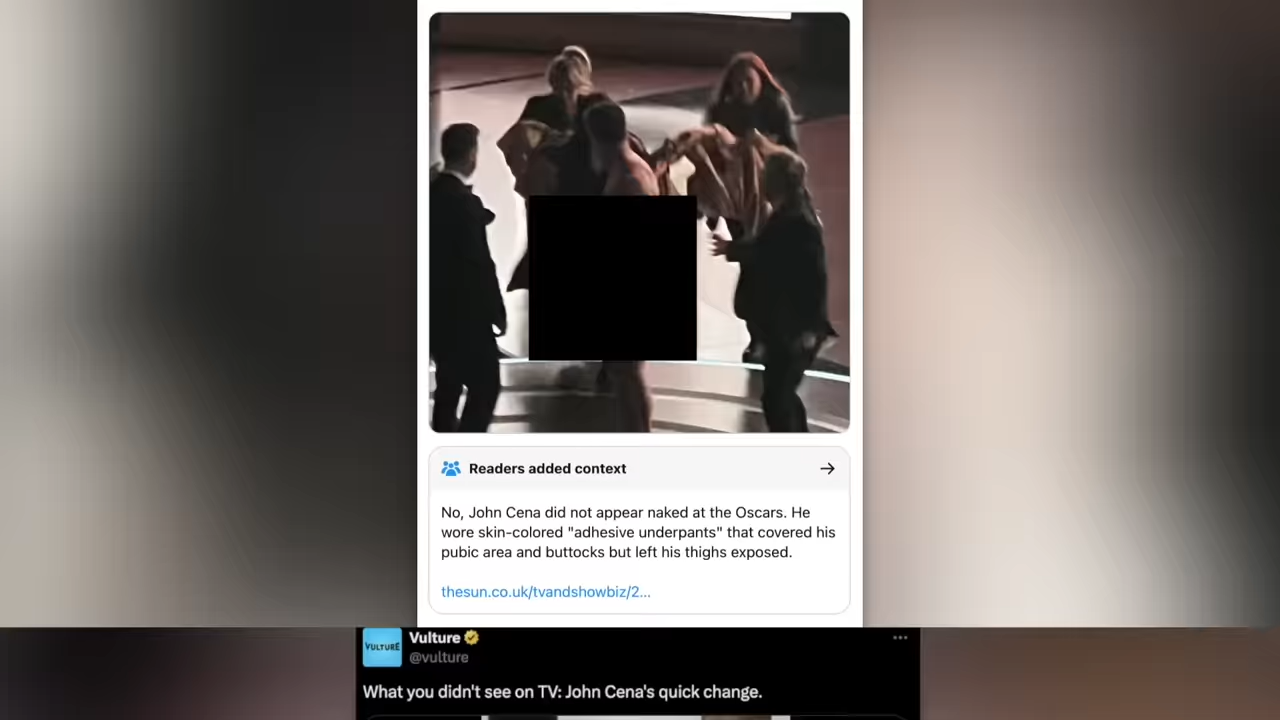 Readers added context
No, John Cena did not appear naked at the Oscars. He
wore skin-colored "adhesive underpants" that covered his
pubic area and buttocks but left his thighs exposed.
thesun.co.uk/tvandshowbiz/2...
VULTURE
Vulture
@vulture
What you didn't see on TV: John Cena's quick change.